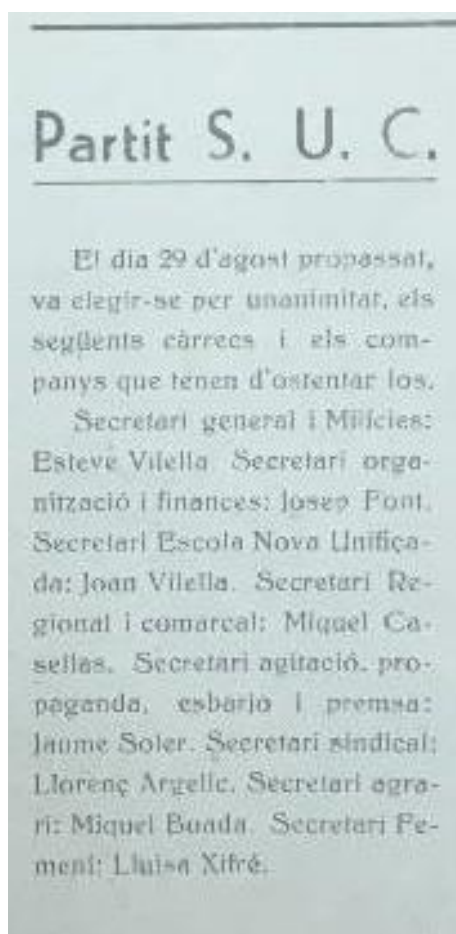 Partit S. U. C.
El dia 29 d'agost propassat,
va elegir-se per unanimitat, els
següents càrrecs i els com-
panys que tenen d'ostentar los.
Secretari general i Milícies:
Esteve Vilella. Secretari orga-
nització i finances: Josep Font.
Secretari Escola Nova Unifica-
da: Joan Vilella. Secretari Re-
gional i comarcal: Miquel Ca-
sellas. Secretari agitació, pro-
paganda, esbarjo i premsa:
Jaume Soler. Secretari sindical:
Llorenç Argelic. Secretari agra-
ri: Miquel Buada. Secretari Fe-
mení: Lluisa Xifré.